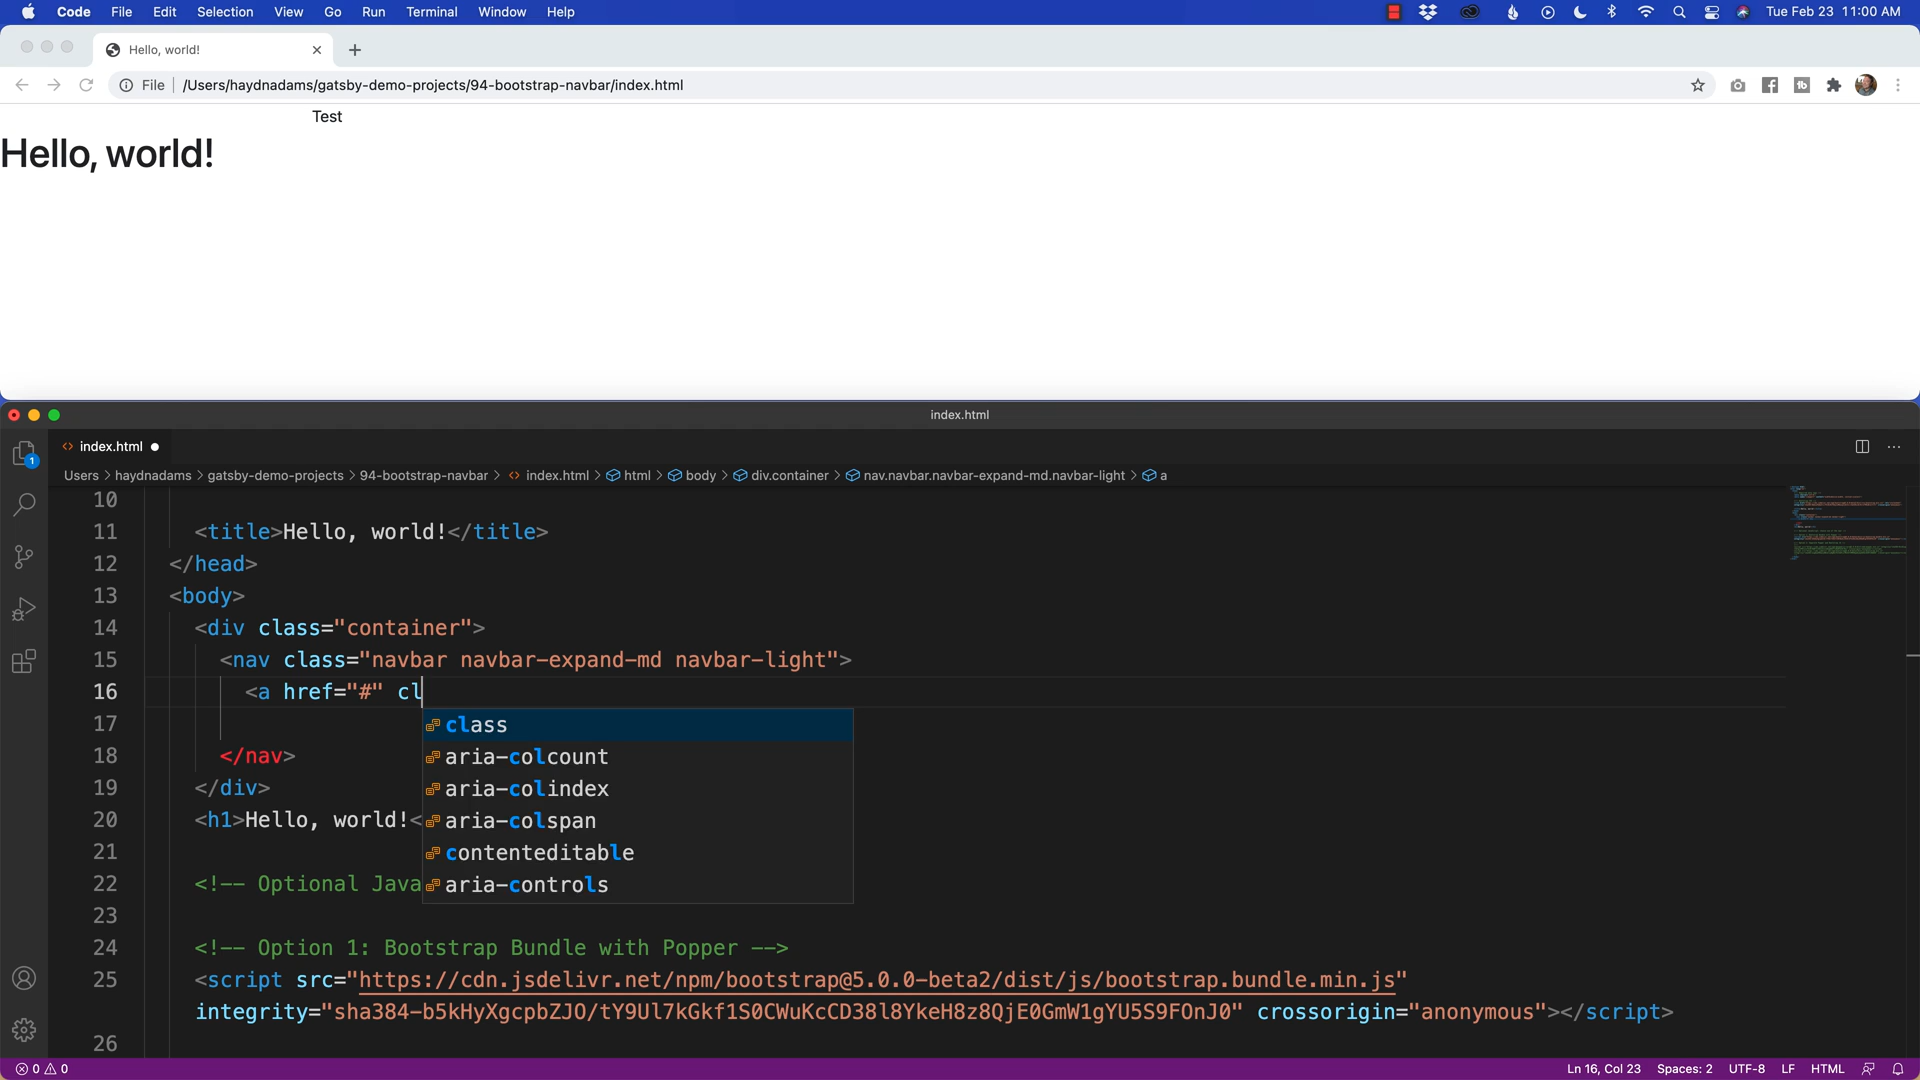 Code File Edit Selection View Go Run Terminal Window Help Tue Feb 23 11:00 AM
Hello, world!
File /Users/haydnadams/gatsby-demo-projects/94-bootstrap-navbar/index.html
Test
Hello, world!
index.html
index.html
1
Users > haydnadams > gatsby-demo-projects > 94-bootstrap-navbar > index.html > html > body > div.container > nav.navbar.navbar-expand-md.navbar-light > a
10
11 <title>Hello, world!</title>
12 </head>
13 <body>
14 <div class="container">
15 <nav class="navbar navbar-expand-md navbar-light">
16 <a href="#" cl
17 class
18 </nav> aria-colcount
19 </div> aria-colindex
20 <h1>Hello, world!< aria-colspan
21 contenteditable
22 <!-- Optional Java aria-controls
23
24 <!-- Option 1: Bootstrap Bundle with Popper -->
25 <script src="https://cdn.jsdelivr.net/npm/bootstrap@5.0.0-beta2/dist/js/bootstrap.bundle.min.js"
integrity="sha384-b5kHyXgcpbZJO/tY9Ul7kGkf1S0CWuKcCD38l8YkeH8z8QjE0GmW1gYU5S9FOnJ0" crossorigin="anonymous"></script>
26
0 0 Ln 16, Col 23 Spaces: 2 UTF-8 LF HTML